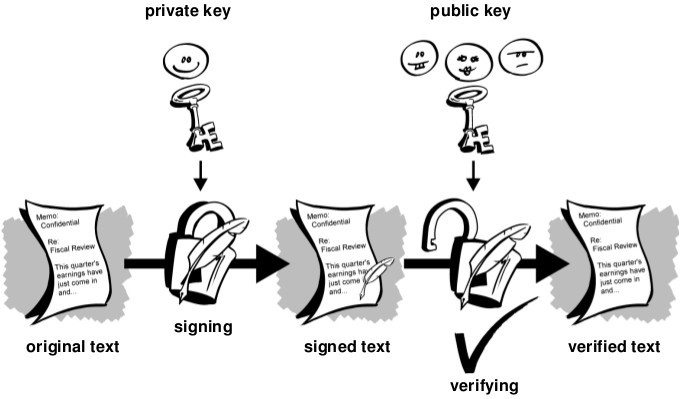 private key
public key
Memo:
Confidential
Re:
Fiscal Review
This quarter's
earnings have
just come in
and...
signing
original text
Memo:
Confidential
Re:
Fiscal Review
This quarter's
earnings have
just come in
and...
signed text
verifying
Memo:
Confidential
Re:
Fiscal Review
This quarter's
earnings have
just come in
and...
verified text